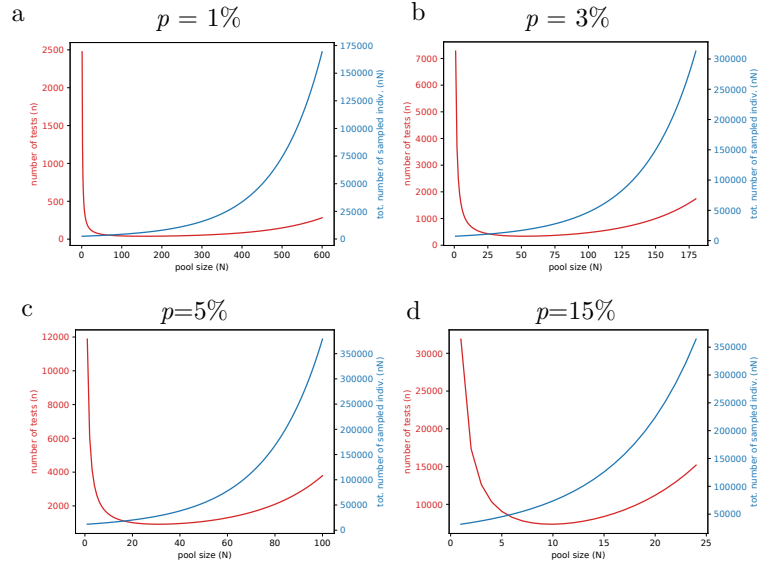 a
p = 1%
number of tests (n)
2500
2000
1500
1000
500
0
175000
150000
125000
100000
75000
50000
25000
0
tot. number of sampled indiv. (nN)
0 100 200 300 400 500 600
pool size (N)
b
p = 3%
number of tests (n)
7000
6000
5000
4000
3000
2000
1000
0
300000
250000
200000
150000
100000
50000
0
tot. number of sampled indiv. (nN)
0 25 50 75 100 125 150 175
pool size (N)
c
p=5%
number of tests (n)
12000
10000
8000
6000
4000
2000
350000
300000
250000
200000
150000
100000
50000
0
tot. number of sampled indiv. (nN)
0 20 40 60 80 100
pool size (N)
d
p=15%
number of tests (n)
30000
25000
20000
15000
10000
350000
300000
250000
200000
150000
100000
50000
tot. number of sampled indiv. (nN)
0 5 10 15 20 25
pool size (N)